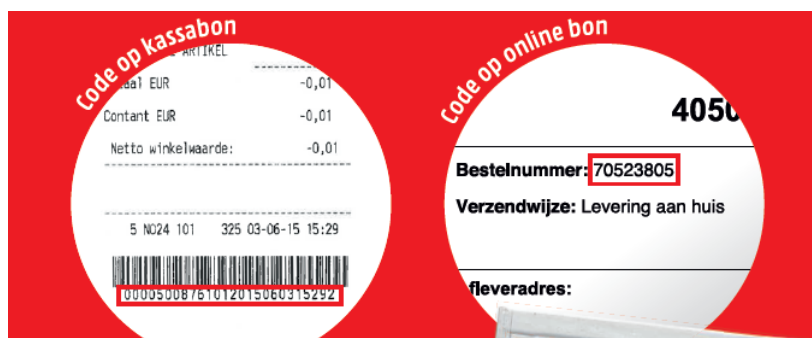 Code op kassabon
ARTIKEL
EUR -0,01
Contant EUR -0,01
Netto winkelwaarde: -0,01
5 NO24 101 325 03-06-15 15:29
0000500876101201506031529​2
Code op online bon
4050
Bestelnummer: 70523805
Verzendwijze: Levering aan huis
fleveradres: